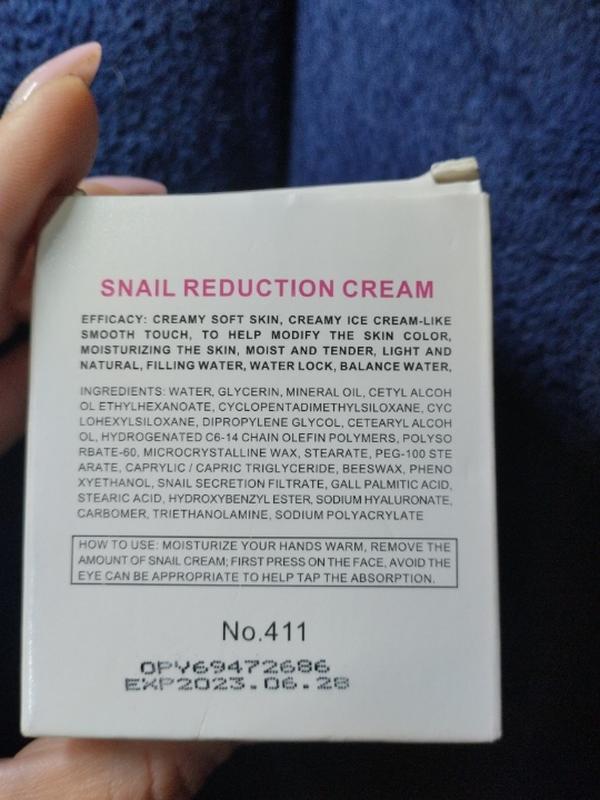 SNAIL REDUCTION CREAM
EFFICACY: CREAMY SOFT SKIN, CREAMY ICE CREAM-LIKE
SMOOTH TOUCH, TO HELP MODIFY THE SKIN COLOR,
MOISTURIZING THE SKIN, MOIST AND TENDER, LIGHT AND
NATURAL, FILLING WATER, WATER LOCK, BALANCE WATER,
INGREDIENTS: WATER, GLYCERIN, MINERAL OIL, CETYL ALCOH
OL ETHYLHEXANOATE, CYCLOPENTADIMETHYLSILOXANE, CYC
LOHEXYLSILOXANE, DIPROPYLENE GLYCOL, CETEARYL ALCOH
OL, HYDROGENATED C6-14 CHAIN OLEFIN POLYMERS, POLYSO
RBATE-60, MICROCRYSTALLINE WAX, STEARATE, PEG-100 STE
ARATE, CAPRYLIC / CAPRIC TRIGLYCERIDE, BEESWAX, PHENO
XYETHANOL, SNAIL SECRETION FILTRATE, GALL PALMITIC ACID,
STEARIC ACID, HYDROXYBENZYL ESTER, SODIUM HYALURONATE,
CARBOMER, TRIETHANOLAMINE, SODIUM POLYACRYLATE
HOW TO USE: MOISTURIZE YOUR HANDS WARM, REMOVE THE
AMOUNT OF SNAIL CREAM; FIRST PRESS ON THE FACE, AVOID THE
EYE CAN BE APPROPRIATE TO HELP TAP THE ABSORPTION.
No.411
OPY69472686
EXP2023.06.28